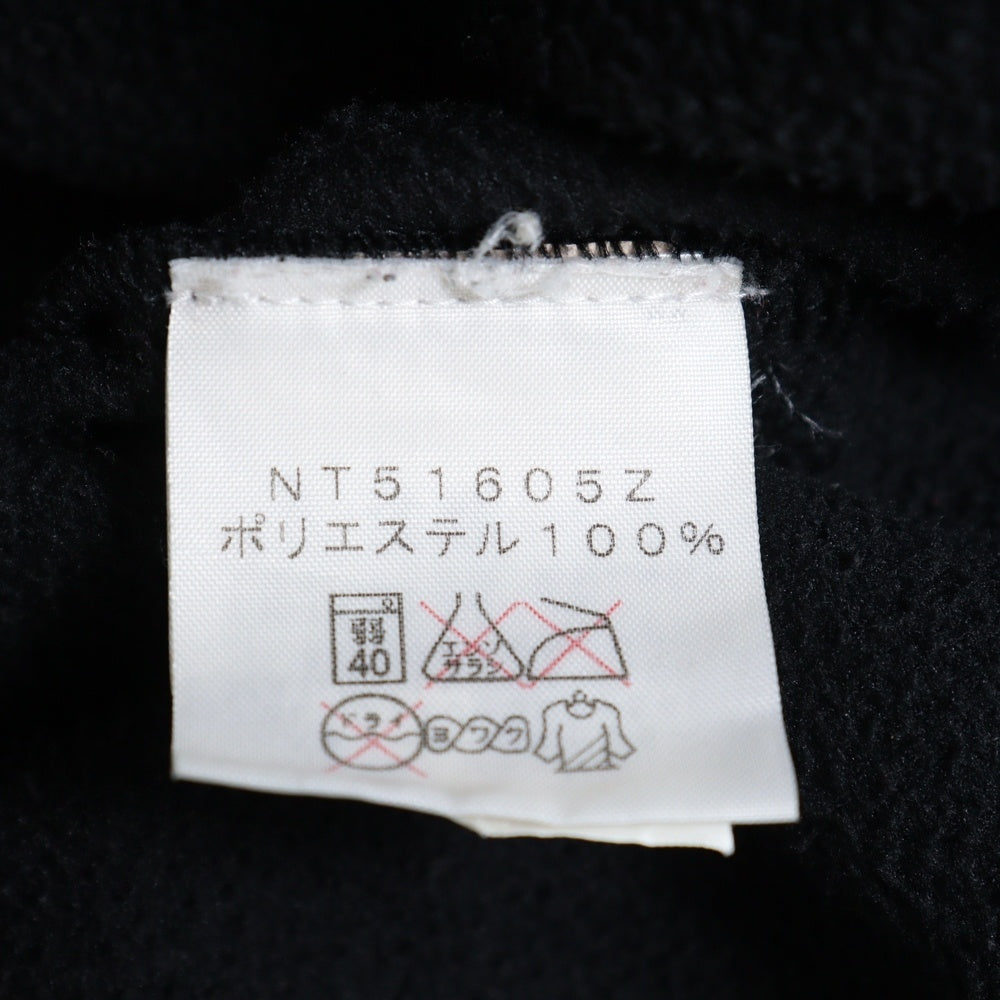 NT51605Z
ポリエステル100%
弱 40 エンソ サラシ
ドライ ヨワク